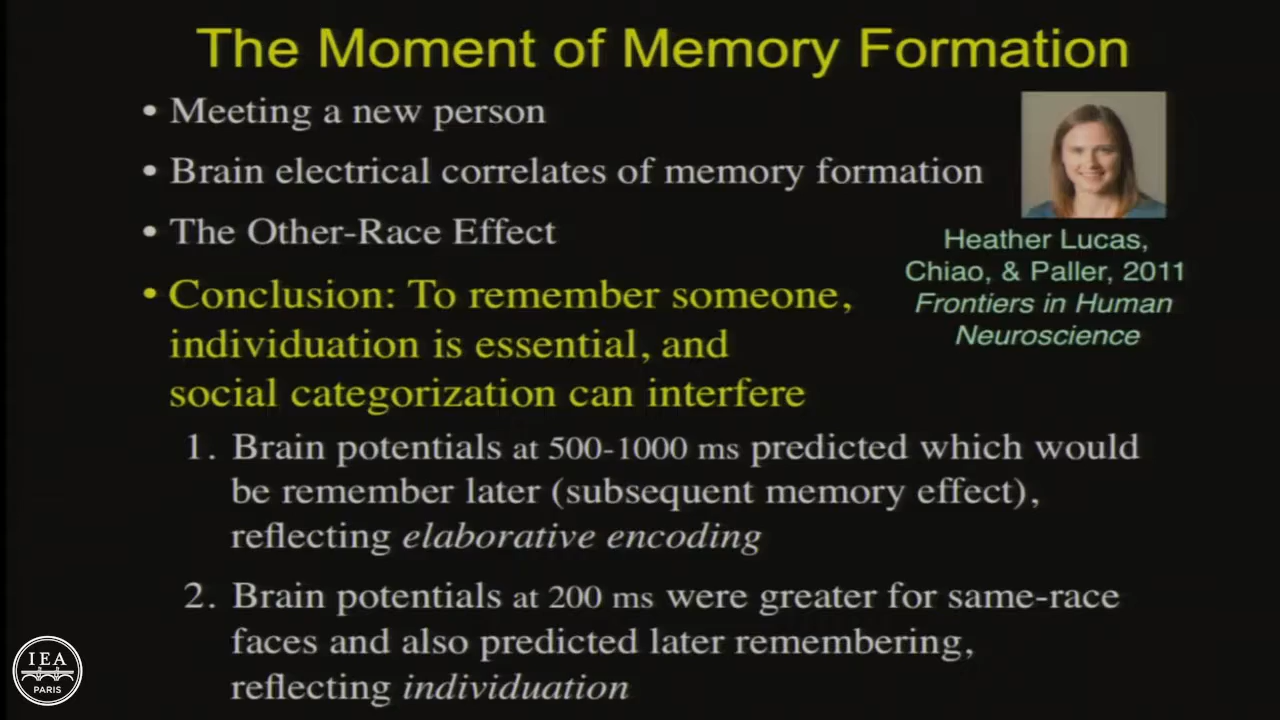 The Moment of Memory Formation
• Meeting a new person
• Brain electrical correlates of memory formation
• The Other-Race Effect
• Conclusion: To remember someone,
individuation is essential, and
social categorization can interfere
1. Brain potentials at 500-1000 ms predicted which would
be remember later (subsequent memory effect),
reflecting elaborative encoding
2. Brain potentials at 200 ms were greater for same-race
faces and also predicted later remembering,
reflecting individuation
Heather Lucas,
Chiao, & Paller, 2011
Frontiers in Human
Neuroscience
IEA
PARIS